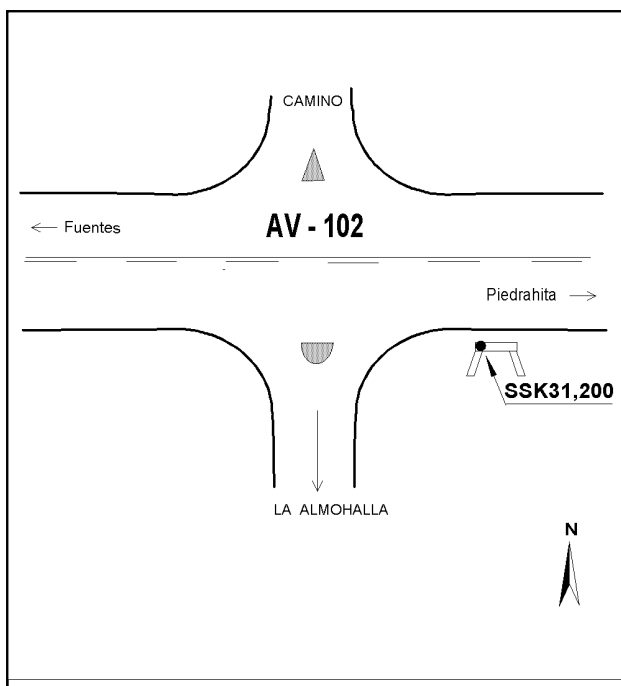 CAMINO
Fuentes
AV - 102
Piedrahita
SSK31,200
LA ALMOHALLA
N